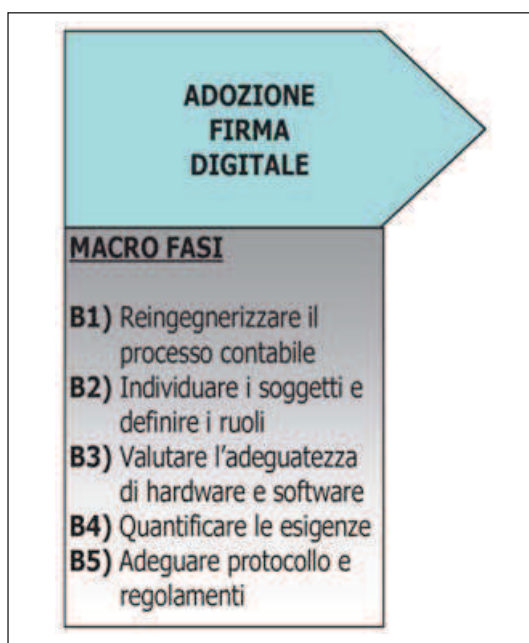 ADOZIONE
FIRMA
DIGITALE
MACRO FASI
B1) Reingegnerizzare il
processo contabile
B2) Individuare i soggetti e
definire i ruoli
B3) Valutare l'adeguatezza
di hardware e software
B4) Quantificare le esigenze
B5) Adeguare protocollo e
regolamenti